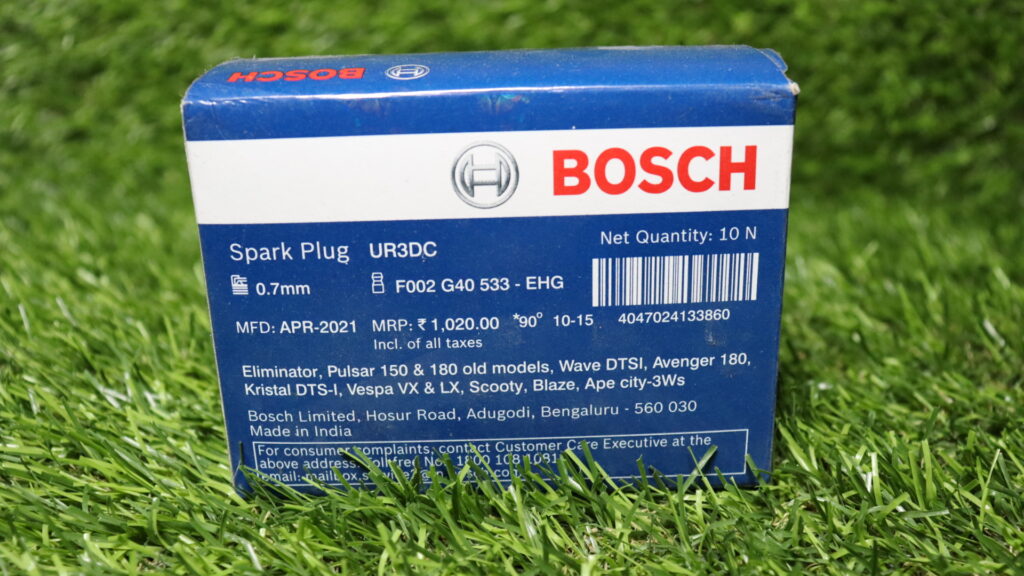 BOSCH
BOSCH
Spark Plug UR3DC
Net Quantity: 10 N
0.7mm
F002 G40 533 - EHG
MFD: APR-2021 MRP: ₹ 1,020.00 *90° 10-15
4047024133860
Incl. of all taxes
Eliminator, Pulsar 150 & 180 old models, Wave DTSI, Avenger 180,
Kristal DTS-I, Vespa VX & LX, Scooty, Blaze, Ape city-3Ws
Bosch Limited, Hosur Road, Adugodi, Bengaluru - 560 030
Made in India
For consumer complaints, contact Customer Care Executive at the
above address. No. 1800 108